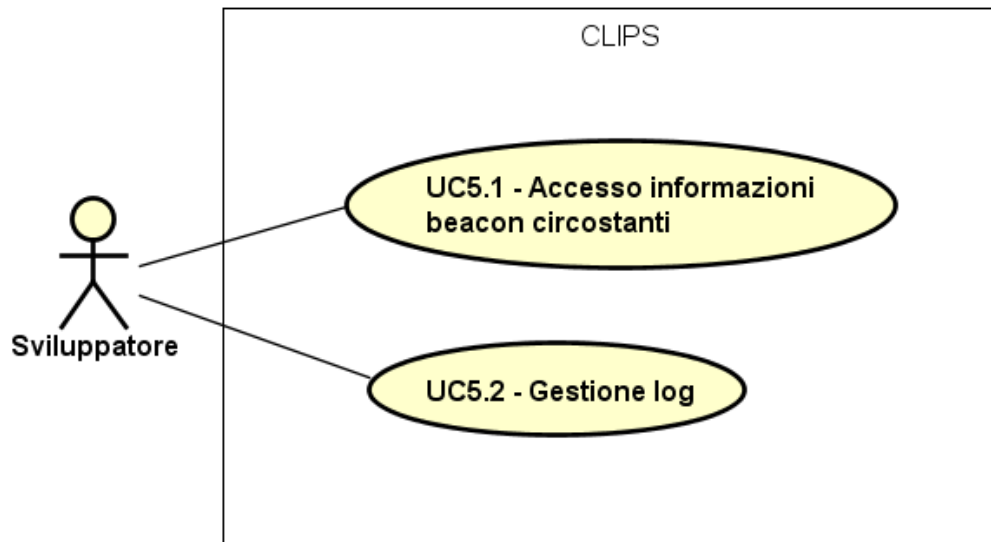 CLIPS
UC5.1 - Accesso informazioni
beacon circostanti
Sviluppatore
UC5.2 - Gestione log